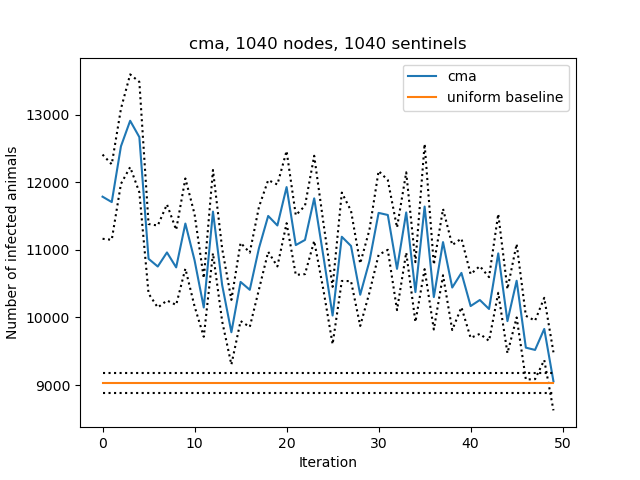 cma, 1040 nodes, 1040 sentinels
cma
uniform baseline
Number of infected animals
13000
12000
11000
10000
9000
0 10 20 30 40 50
Iteration